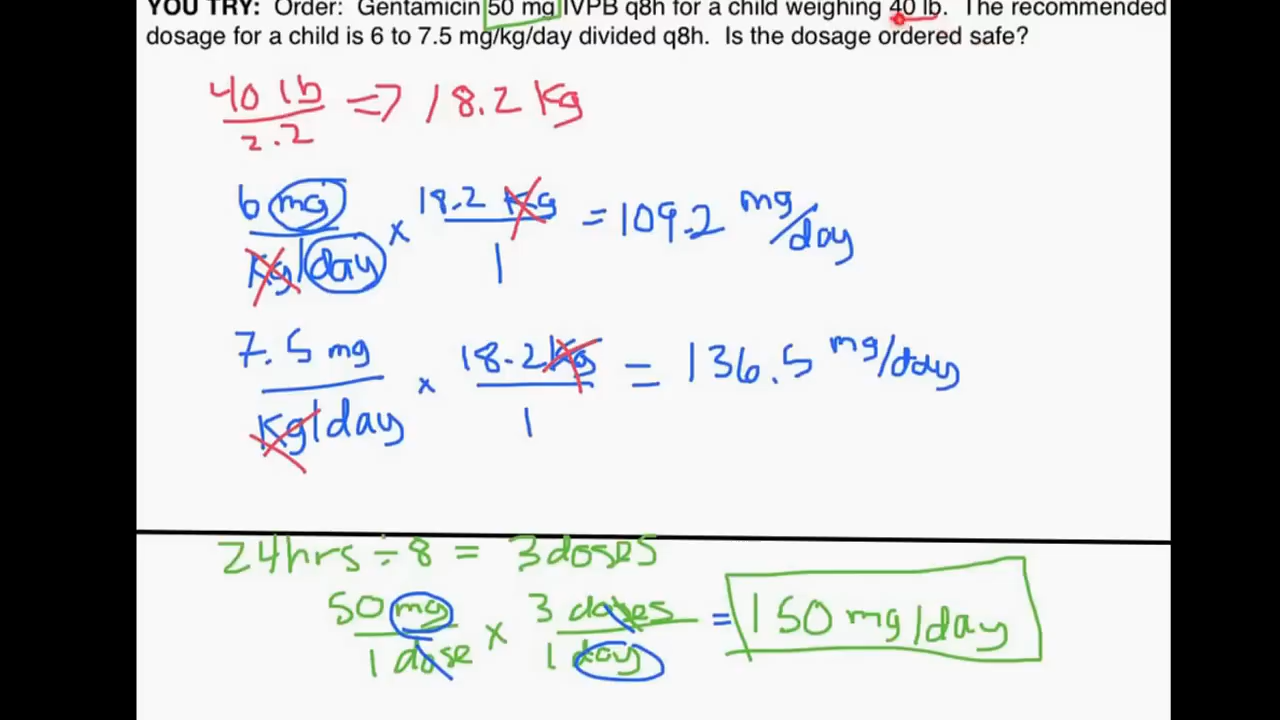 YOU TRY: Order: Gentamicin 50 mg IVPB q8h for a child weighing 40 lb. The recommended
dosage for a child is 6 to 7.5 mg/kg/day divided q8h. Is the dosage ordered safe?
40 lb / 2.2 => 18.2 Kg
6 mg / Kg/day × 18.2 Kg / 1 = 109.2 mg/day
7.5 mg / Kg/day × 18.2 Kg / 1 = 136.5 mg/day
24hrs ÷ 8 = 3 doses
50 mg / 1 dose × 3 doses / 1 day = 150 mg/day